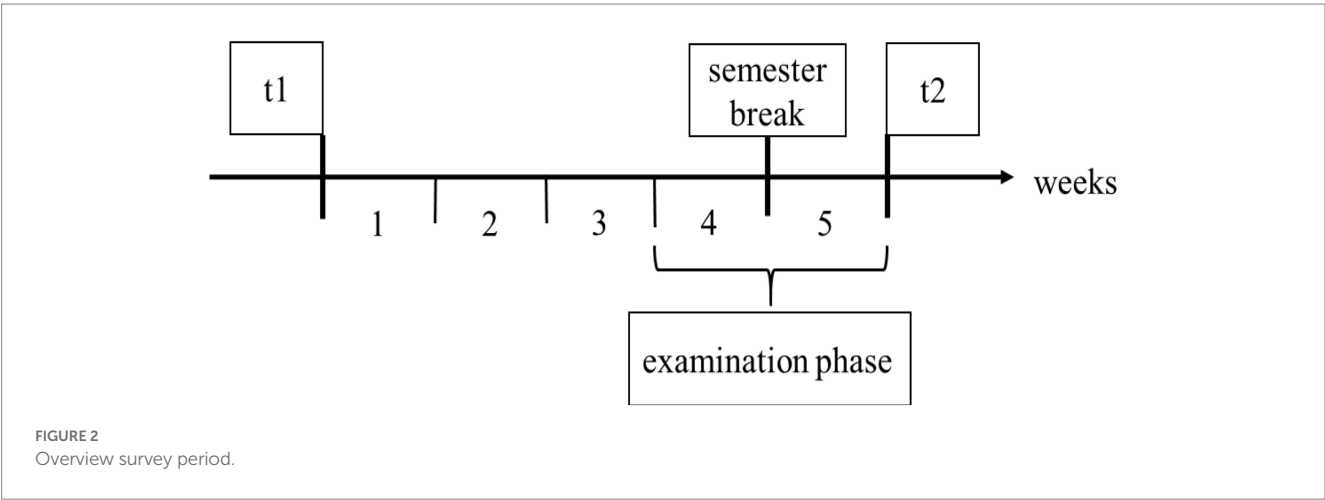 t1
semester
break
t2
weeks
1 2 3 4 5
examination phase
FIGURE 2
Overview survey period.